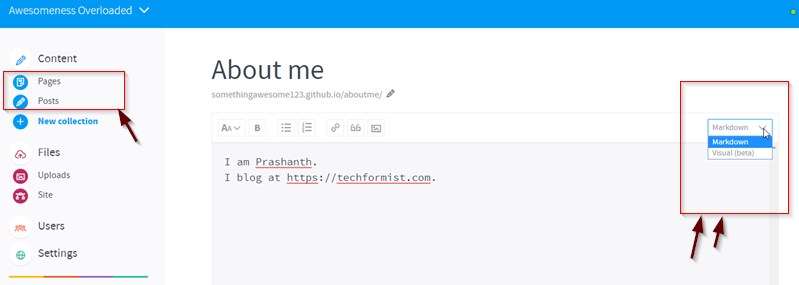 Awesomeness Overloaded
Content
Pages
Posts
New collection
Files
Uploads
Site
Users
Settings
About me
somethingawesome123.github.io/aboutme/
AA B
Markdown
Markdown
Visual (beta)
I am Prashanth.
I blog at https://techformist.com.